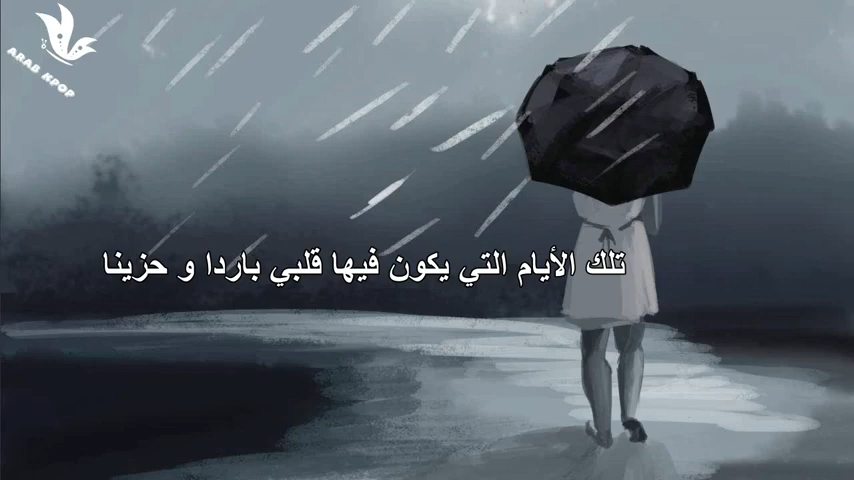 ARAB KPOP
تلك الأيام التي يكون فيها قلبي باردا و حزينا